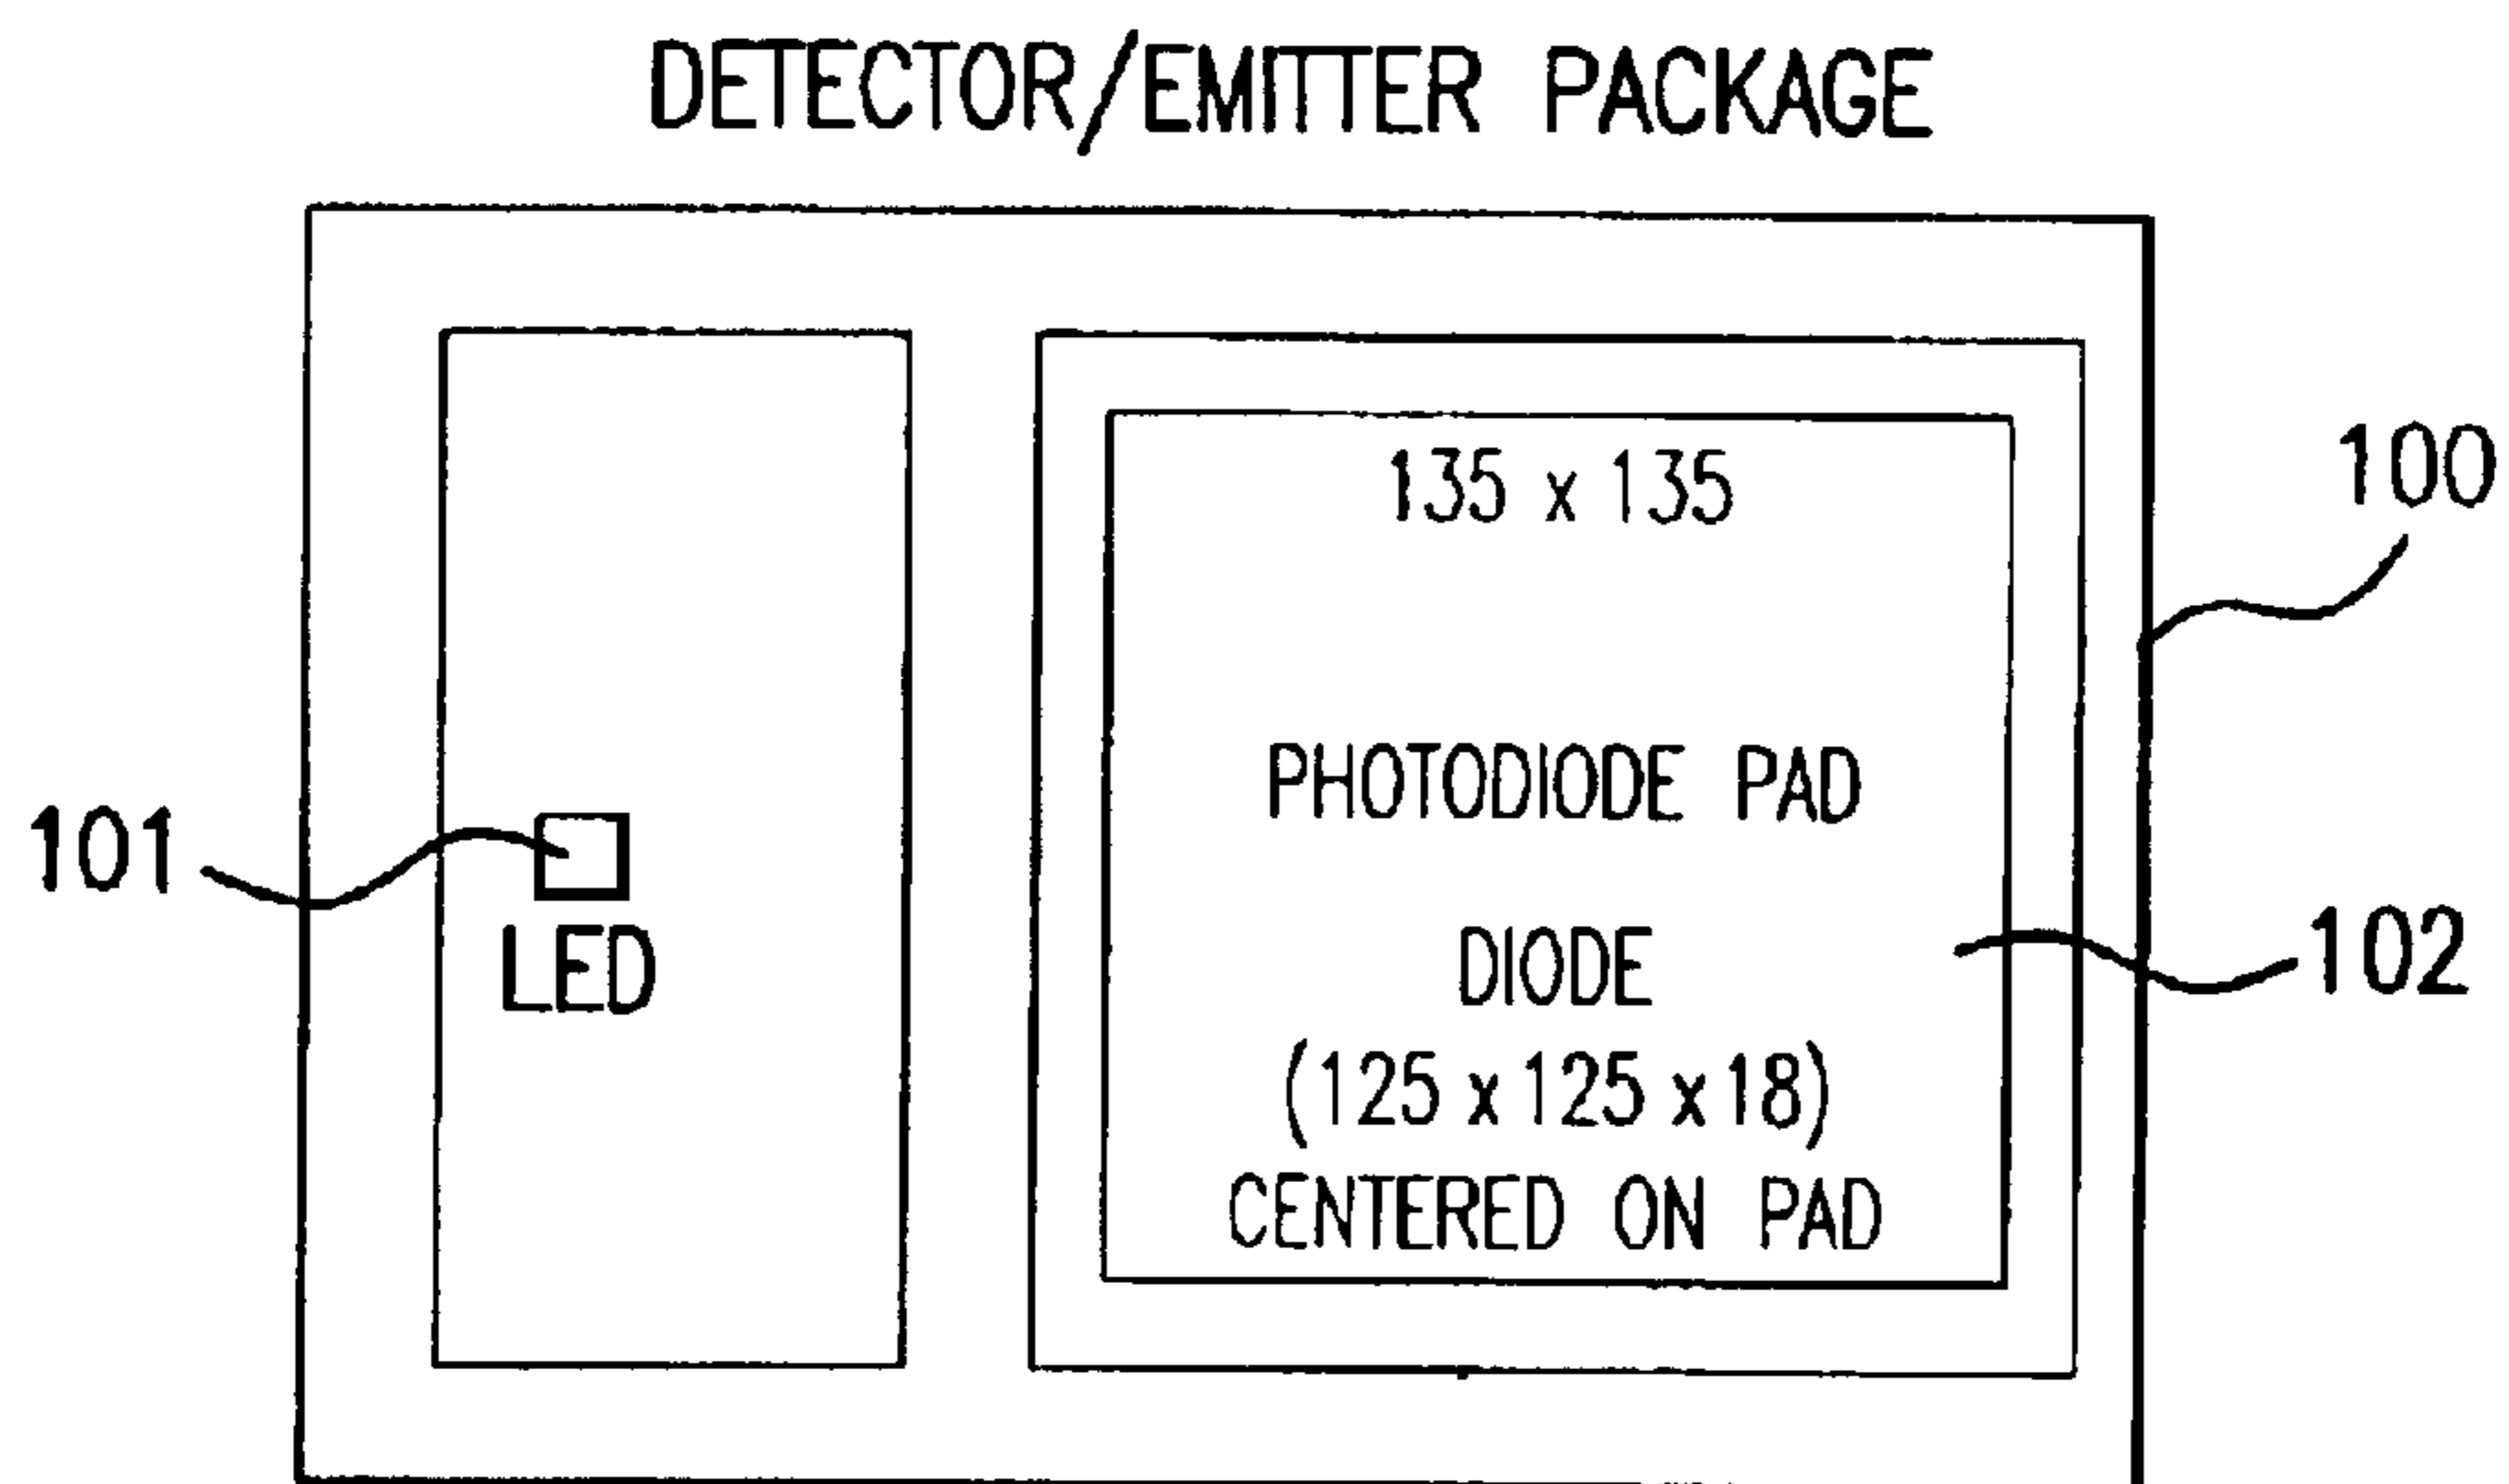 DETECTOR/EMITTER PACKAGE
135 x 135
100
PHOTODIODE PAD
101
LED
DIODE
102
(125 x 125 x 18)
CENTERED ON PAD